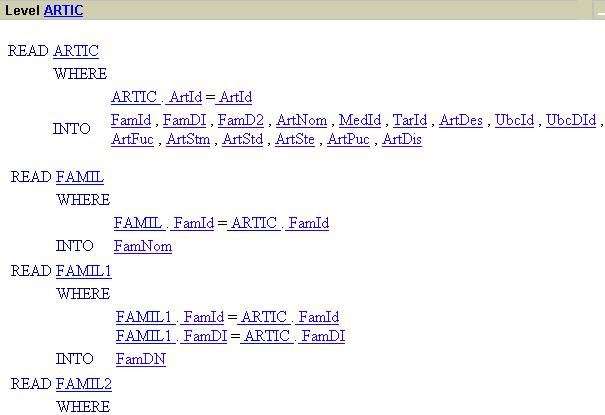 Level ARTIC
READ ARTIC
WHERE
ARTIC . ArtId = ArtId
INTO FamId , FamDI , FamD2 , ArtNom , MedId , TarId , ArtDes , UbcId , UbcDId ,
ArtFuc , ArtStm , ArtStd , ArtSte , ArtPuc , ArtDis
READ FAMIL
WHERE
FAMIL . FamId = ARTIC . FamId
INTO FamNom
READ FAMIL1
WHERE
FAMIL1 . FamId = ARTIC . FamId
FAMIL1 . FamDI = ARTIC . FamDI
INTO FamDN
READ FAMIL2
WHERE